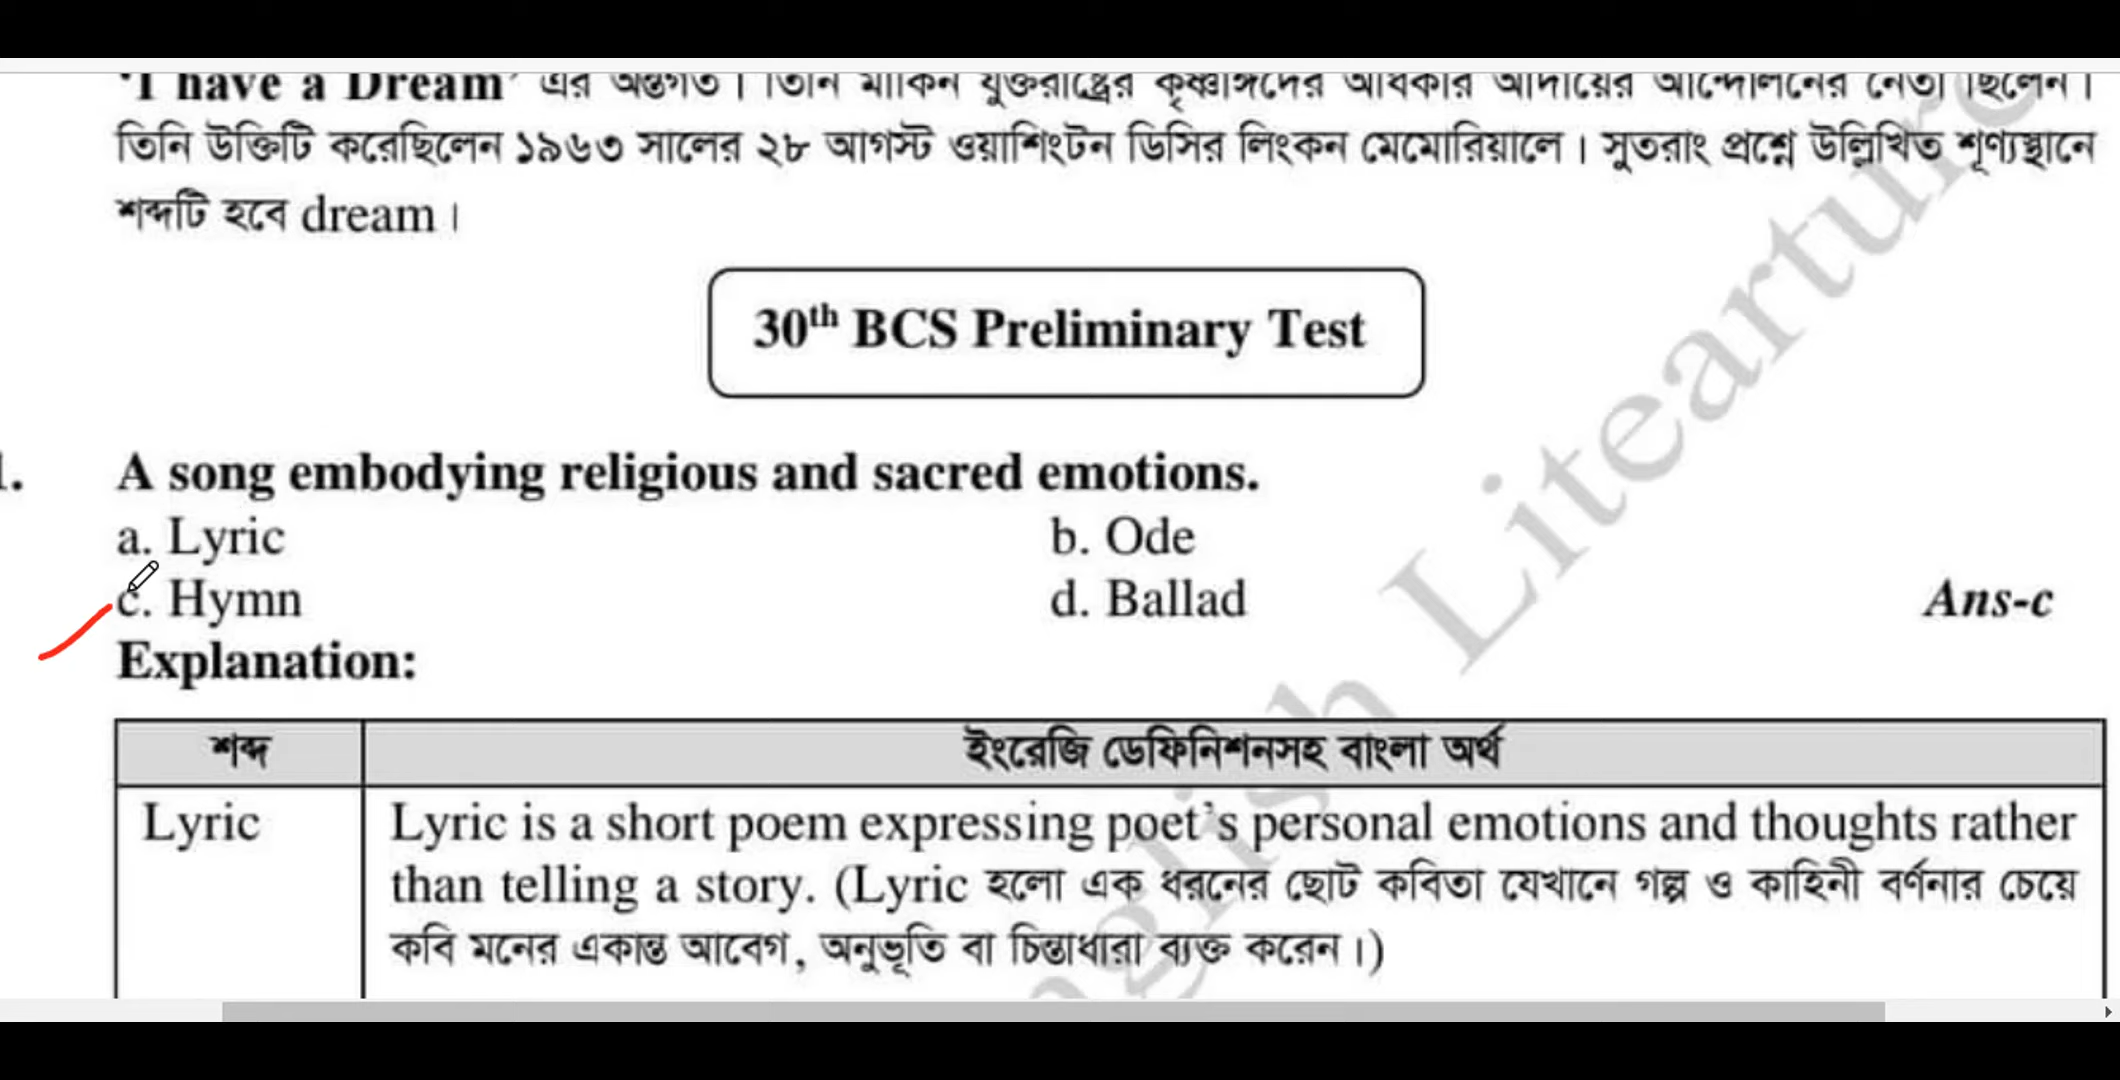 'I have a Dream' এর অন্তর্গত। তিনি মার্কিন যুক্তরাষ্ট্রের কৃষ্ণাঙ্গদের অধিকার আদায়ের আন্দোলনের নেতা ছিলেন।
তিনি উক্তিটি করেছিলেন ১৯৬৩ সালের ২৮ আগস্ট ওয়াশিংটন ডিসির লিংকন মেমোরিয়ালে। সুতরাং প্রশ্নে উল্লিখিত শূণ্যস্থানে
শব্দটি হবে dream।
30th BCS Preliminary Test
1. A song embodying religious and sacred emotions.
a. Lyric b. Ode
c. Hymn d. Ballad Ans-c
Explanation:
শব্দ ইংরেজি ডেফিনিশনসহ বাংলা অর্থ
Lyric Lyric is a short poem expressing poet's personal emotions and thoughts rather
than telling a story. (Lyric হলো এক ধরনের ছোট কবিতা যেখানে গল্প ও কাহিনী বর্ণনার চেয়ে
কবি মনের একান্ত আবেগ, অনুভূতি বা চিন্তাধারা ব্যক্ত করেন।)
English Litearture